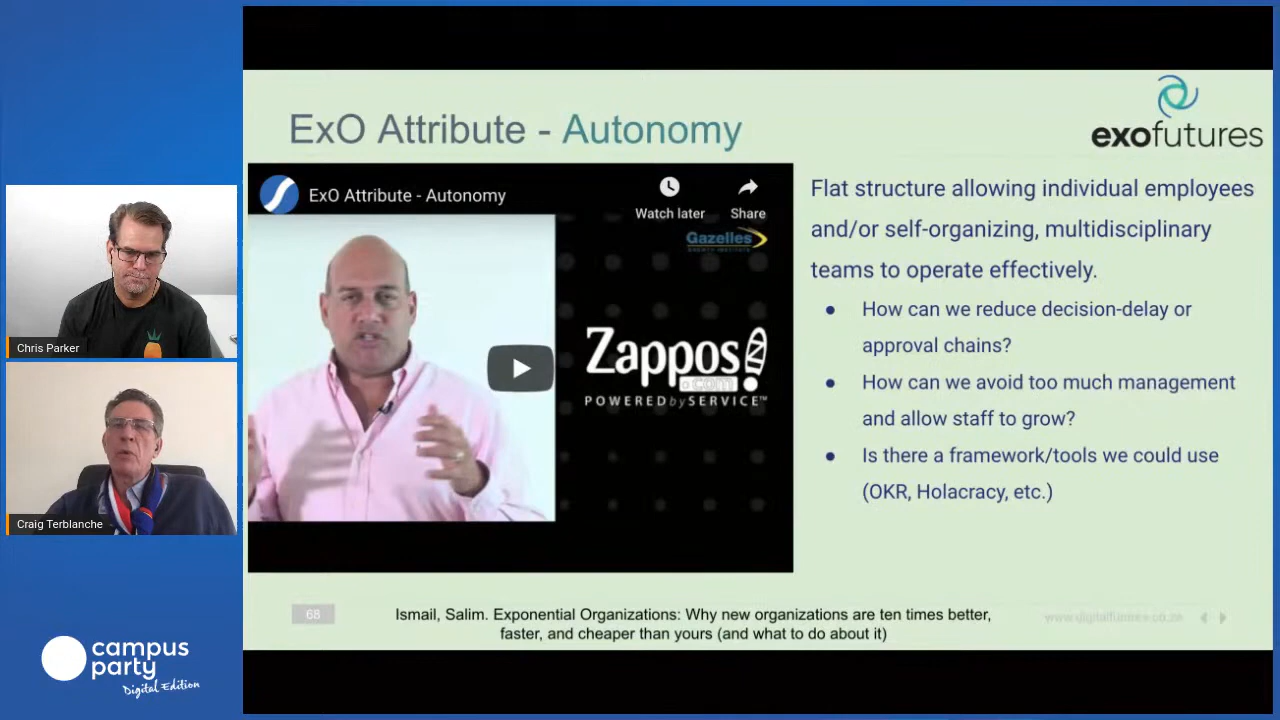 ExO Attribute - Autonomy
exofutures
ExO Attribute - Autonomy
Watch later
Share
Gazelles
Zappos
.com
POWERED by SERVICE™
Flat structure allowing individual employees
and/or self-organizing, multidisciplinary
teams to operate effectively.
● How can we reduce decision-delay or
approval chains?
● How can we avoid too much management
and allow staff to grow?
● Is there a framework/tools we could use
(OKR, Holacracy, etc.)
Chris Parker
Craig Terblanche
68
Ismail, Salim. Exponential Organizations: Why new organizations are ten times better,
faster, and cheaper than yours (and what to do about it)
campus
party
Digital Edition